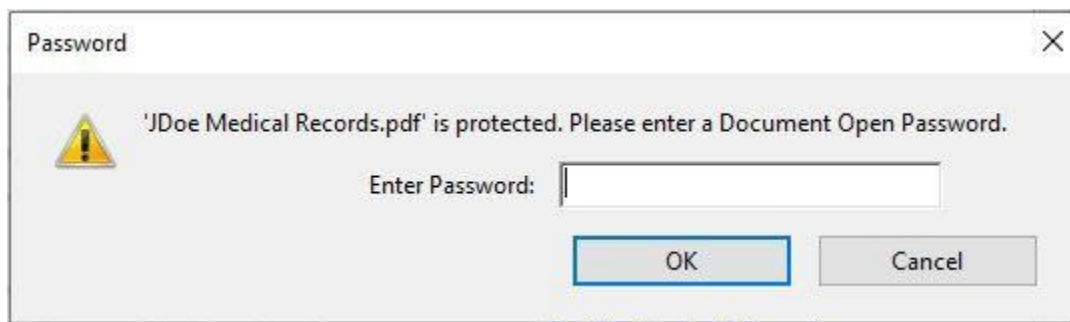 Password
'JDoe Medical Records.pdf' is protected. Please enter a Document Open Password.
Enter Password:
OK
Cancel